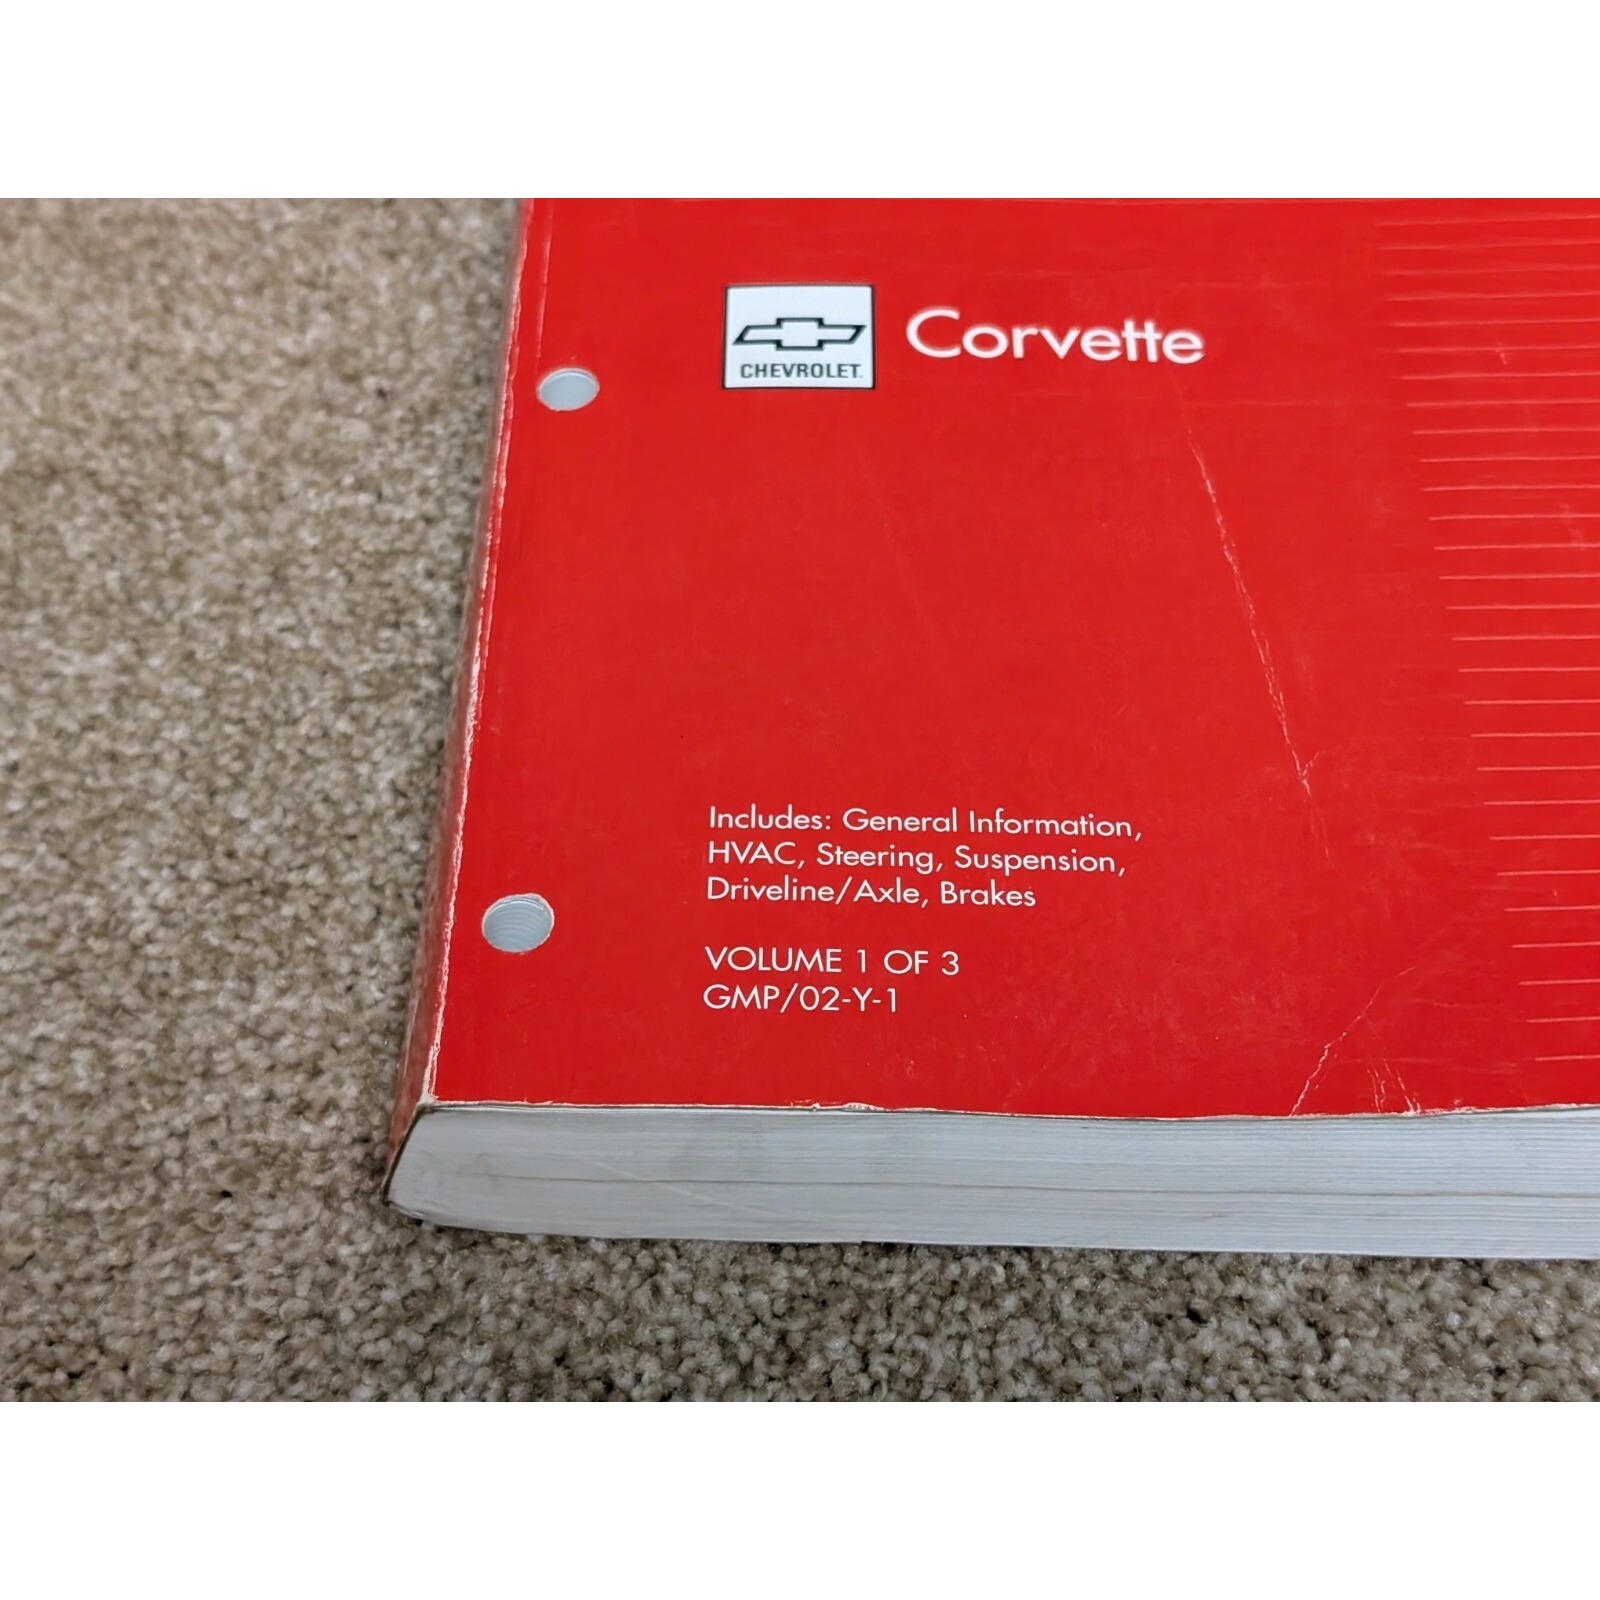 CHEVROLET.
Corvette
Includes: General Information,
HVAC, Steering, Suspension,
Driveline/Axle, Brakes
VOLUME 1 OF 3
GMP/02-Y-1